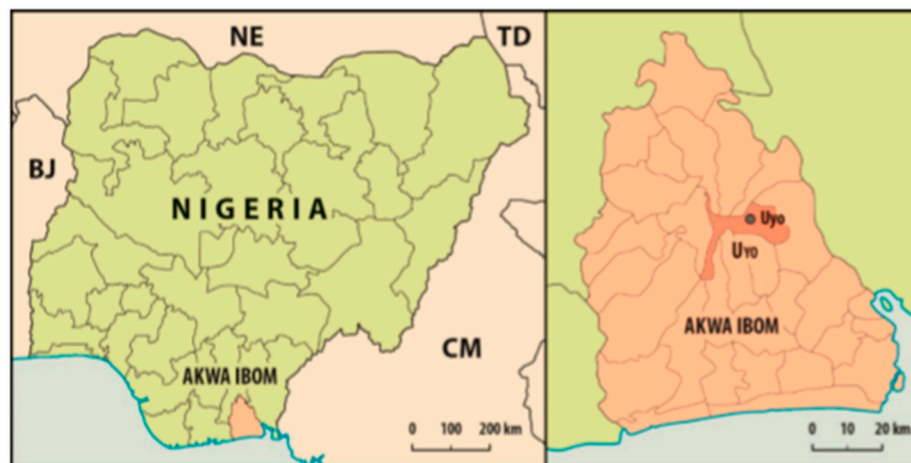 NE
TD
BJ
NIGERIA
CM
AKWA IBOM
0 100 200 km
Uyo
UYO
AKWA IBOM
0 10 20 km